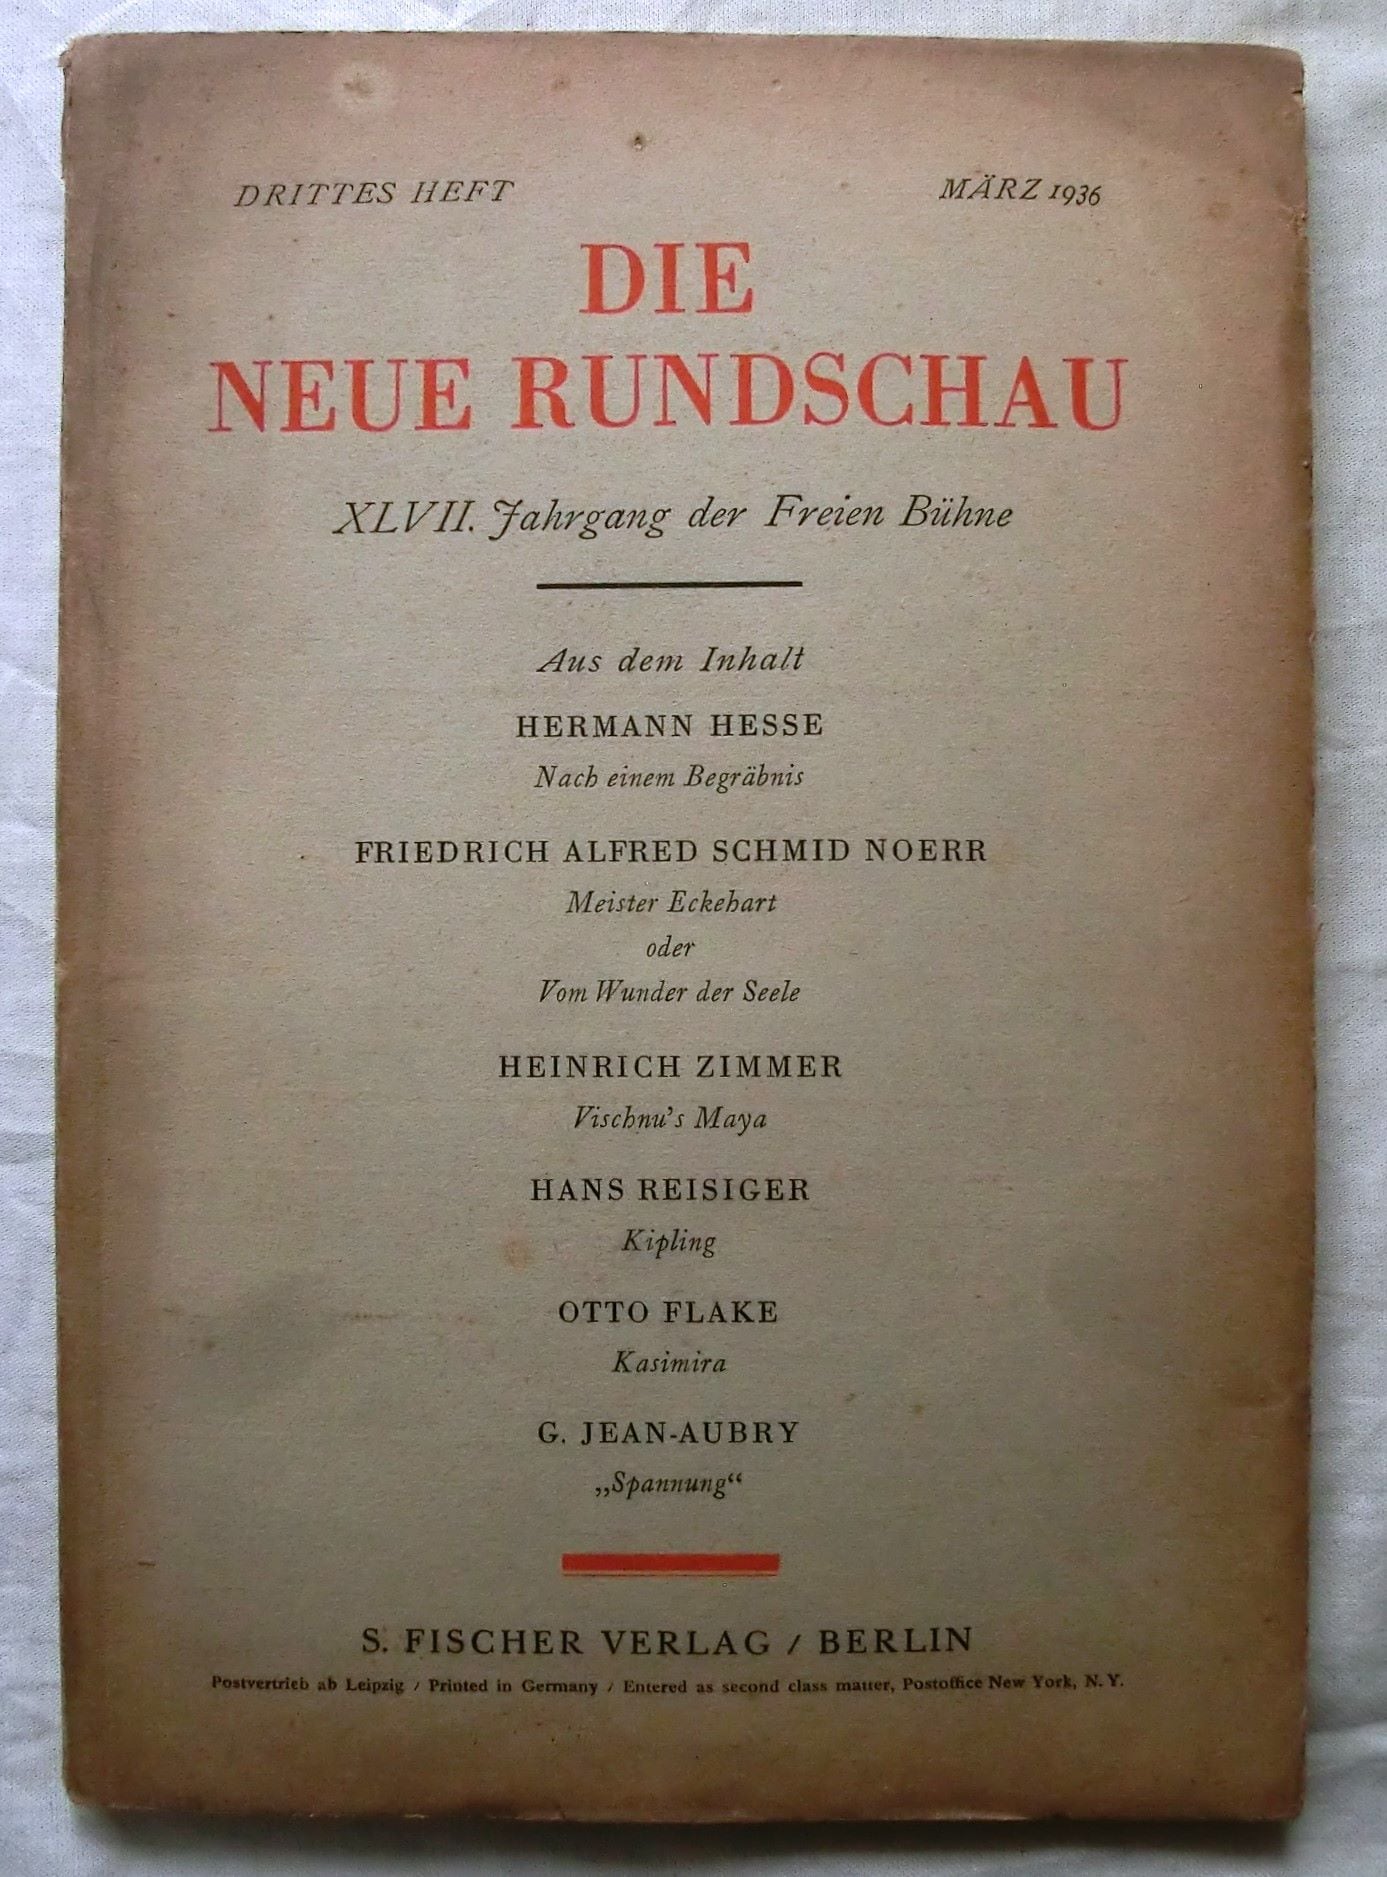 DRITTES HEFT MÄRZ 1936
DIE
NEUE RUNDSCHAU
XLVII. Jahrgang der Freien Bühne
Aus dem Inhalt
HERMANN HESSE
Nach einem Begräbnis
FRIEDRICH ALFRED SCHMID NOERR
Meister Eckehart
oder
Vom Wunder der Seele
HEINRICH ZIMMER
Vischnu's Maya
HANS REISIGER
Kipling
OTTO FLAKE
Kasimira
G. JEAN-AUBRY
„Spannung“
S. FISCHER VERLAG / BERLIN
Postvertrieb ab Leipzig / Printed in Germany / Entered as second class matter, Postoffice New York, N. Y.